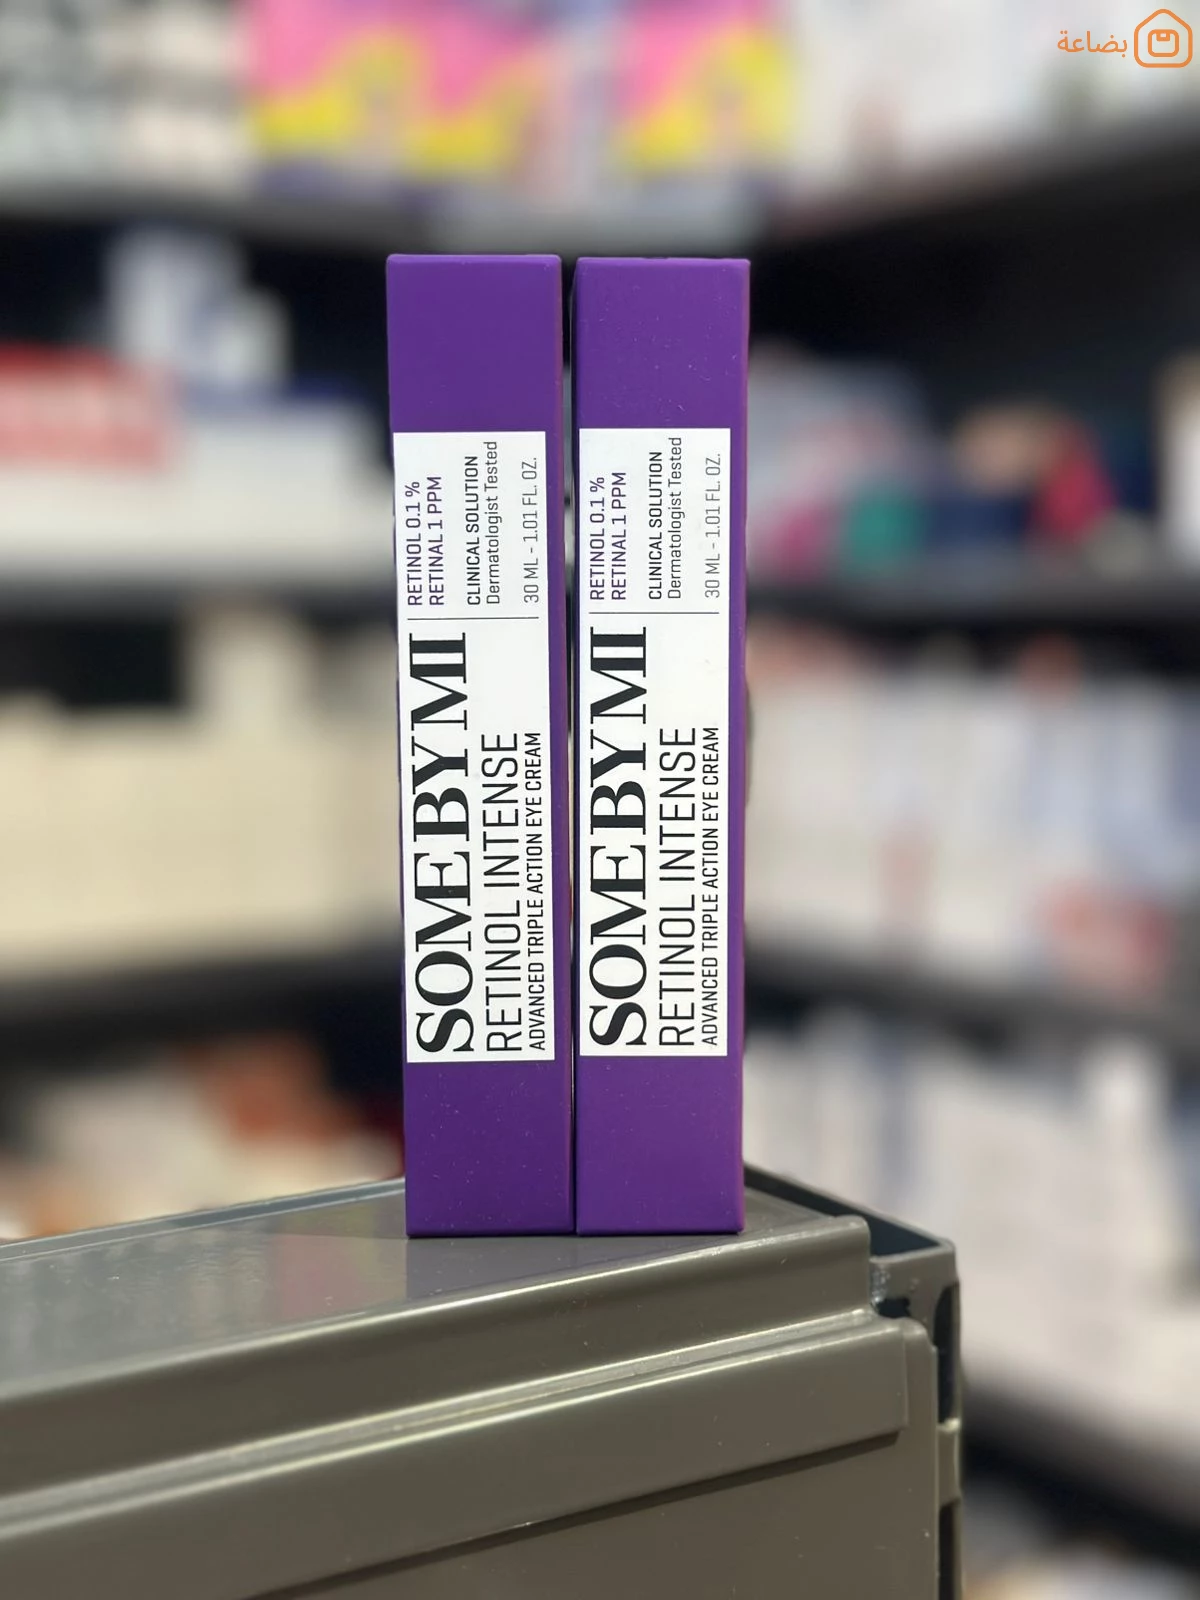 بضاعة
SOMEBYMI
RETINOL INTENSE
ADVANCED TRIPLE ACTION EYE CREAM
RETINOL 0.1 %
RETINAL 1 PPM
CLINICAL SOLUTION
Dermatologist Tested
30 ML - 1.01 FL. OZ.
SOMEBYMI
RETINOL INTENSE
ADVANCED TRIPLE ACTION EYE CREAM
RETINOL 0.1 %
RETINAL 1 PPM
CLINICAL SOLUTION
Dermatologist Tested
30 ML - 1.01 FL. OZ.